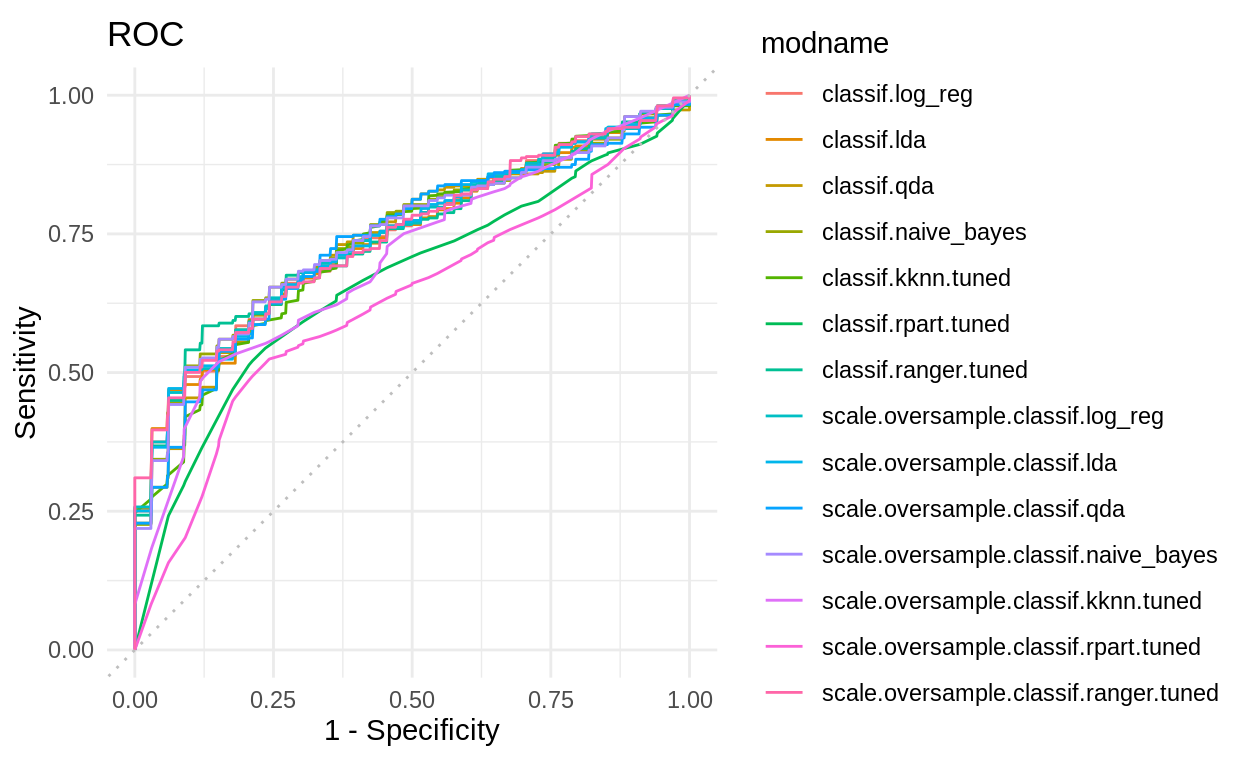 ROC
1.00
0.75
0.50
0.25
0.00
Sensitivity
0.00 0.25 0.50 0.75 1.00
1 - Specificity
modname
classif.log_reg
classif.lda
classif.qda
classif.naive_bayes
classif.kknn.tuned
classif.rpart.tuned
classif.ranger.tuned
scale.oversample.classif.log_reg
scale.oversample.classif.lda
scale.oversample.classif.qda
scale.oversample.classif.naive_bayes
scale.oversample.classif.kknn.tuned
scale.oversample.classif.rpart.tuned
scale.oversample.classif.ranger.tuned